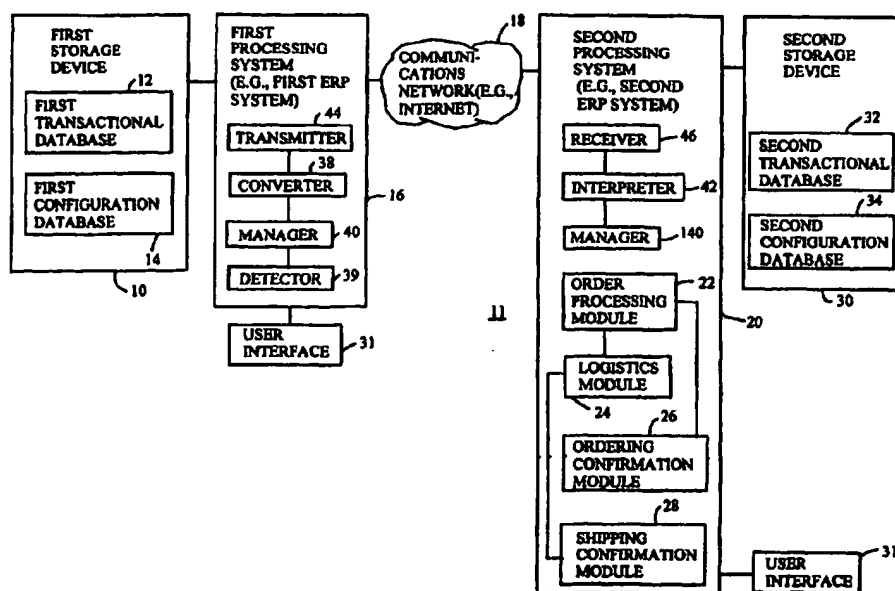 FIRST
STORAGE
DEVICE
12
FIRST
TRANSACTIONAL
DATABASE
FIRST
CONFIGURATION
DATABASE
14
10
FIRST
PROCESSING
SYSTEM
(E.G., FIRST ERP
SYSTEM)
44
TRANSMITTER
38
CONVERTER
16
MANAGER
40
DETECTOR
39
USER
INTERFACE
31
18
COMMUNI-
CATIONS
NETWORK(E.G.,
INTERNET)
11
SECOND
PROCESSING
SYSTEM
(E.G., SECOND
ERP SYSTEM)
RECEIVER
46
INTERPRETER
42
MANAGER
140
ORDER
PROCESSING
MODULE
22
20
LOGISTICS
MODULE
24
26
ORDERING
CONFIRMATION
MODULE
28
SHIPPING
CONFIRMATION
MODULE
SECOND
STORAGE
DEVICE
32
SECOND
TRANSACTIONAL
DATABASE
34
SECOND
CONFIGURATION
DATABASE
30
USER
INTERFACE
31